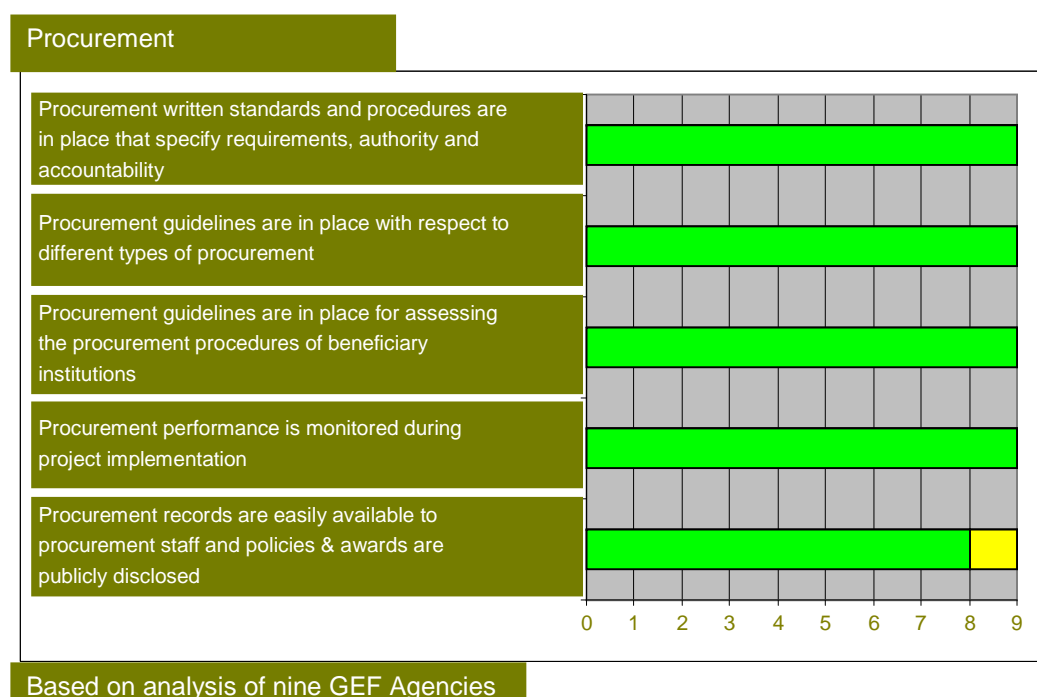 Procurement
Procurement written standards and procedures are
in place that specify requirements, authority and
accountability
Procurement guidelines are in place with respect to
different types of procurement
Procurement guidelines are in place for assessing
the procurement procedures of beneficiary
institutions
Procurement performance is monitored during
project implementation
Procurement records are easily available to
procurement staff and policies & awards are
publicly disclosed
0 1 2 3 4 5 6 7 8 9
Based on analysis of nine GEF Agencies